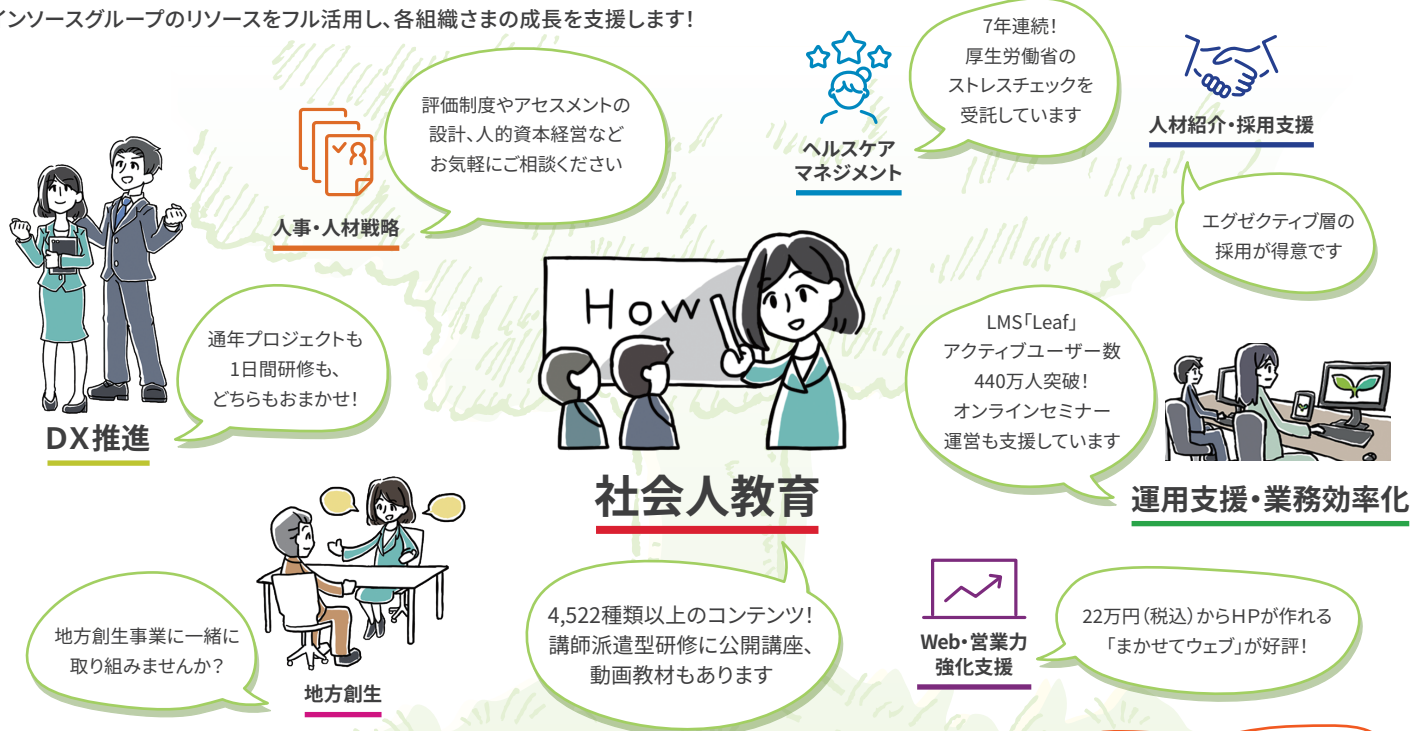 インソースグループのリソースをフル活用し、各組織さまの成長を支援します!
評価制度やアセスメントの
設計、人的資本経営など
お気軽にご相談ください
人事・人材戦略
7年連続!
厚生労働省の
ストレスチェックを
受託しています
ヘルスケア
マネジメント
人材紹介・採用支援
エグゼクティブ層の
採用が得意です
通年プロジェクトも
1日間研修も、
どちらもおまかせ!
DX推進
How
社会人教育
LMS「Leaf」
アクティブユーザー数
440万人突破!
オンラインセミナー
運営も支援しています
運用支援・業務効率化
地方創生事業に一緒に
取り組みませんか?
地方創生
4,522種類以上のコンテンツ!
講師派遣型研修に公開講座、
動画教材もあります
Web・営業力
強化支援
22万円(税込)からHPが作れる
「まかせてウェブ」が好評!